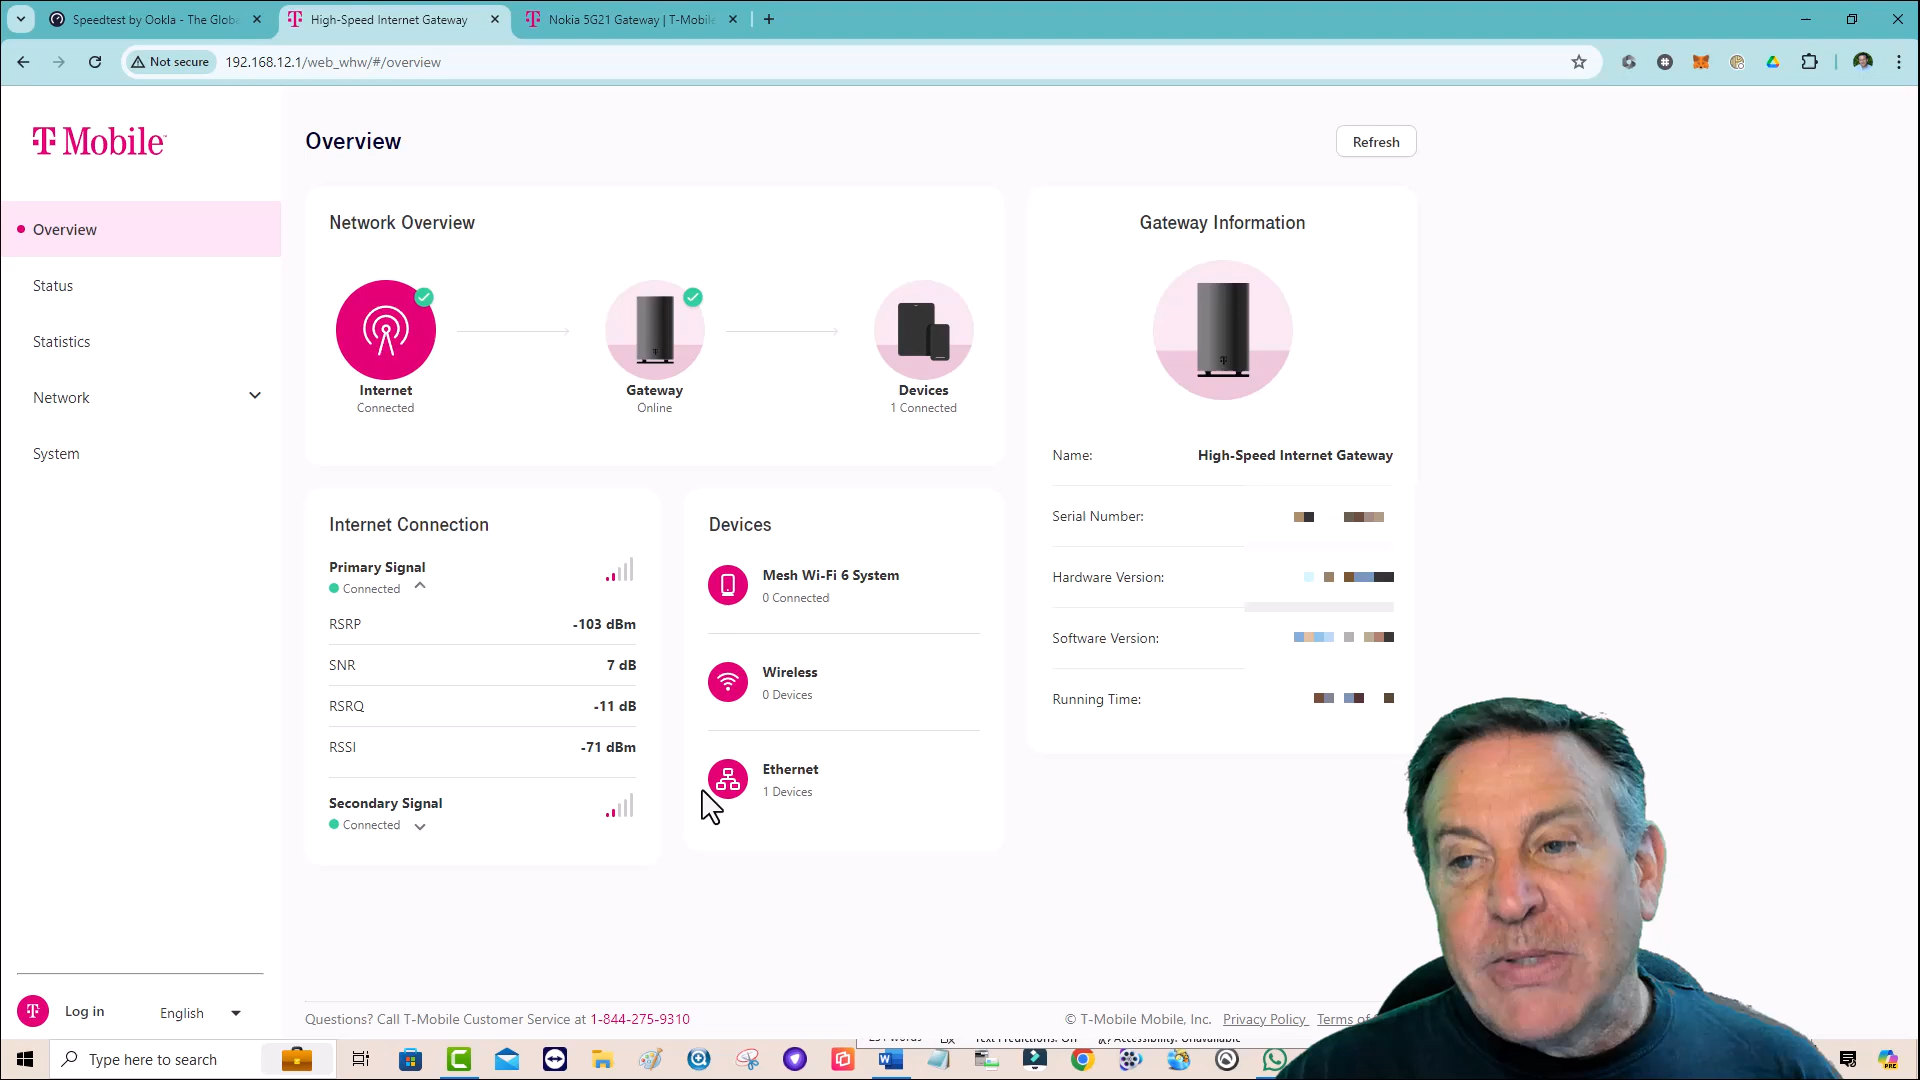 Speedtest by Ookla - The Globa
High-Speed Internet Gateway
Nokia 5G21 Gateway | T-Mobile
Not secure
192.168.12.1/web_whw/#/overview
T Mobile
Overview
Refresh
Overview
Status
Statistics
Network
System
Network Overview
Internet
Connected
Gateway
Online
Devices
1 Connected
Gateway Information
Name:
High-Speed Internet Gateway
Serial Number:
Hardware Version:
Software Version:
Running Time:
Internet Connection
Primary Signal
Connected
RSRP
-103 dBm
SNR
7 dB
RSRQ
-11 dB
RSSI
-71 dBm
Secondary Signal
Connected
Devices
Mesh Wi-Fi 6 System
0 Connected
Wireless
0 Devices
Ethernet
1 Devices
Log in
English
Questions? Call T-Mobile Customer Service at 1-844-275-9310
© T-Mobile Mobile, Inc.
Privacy Policy
Terms of
Type here to search
PRE